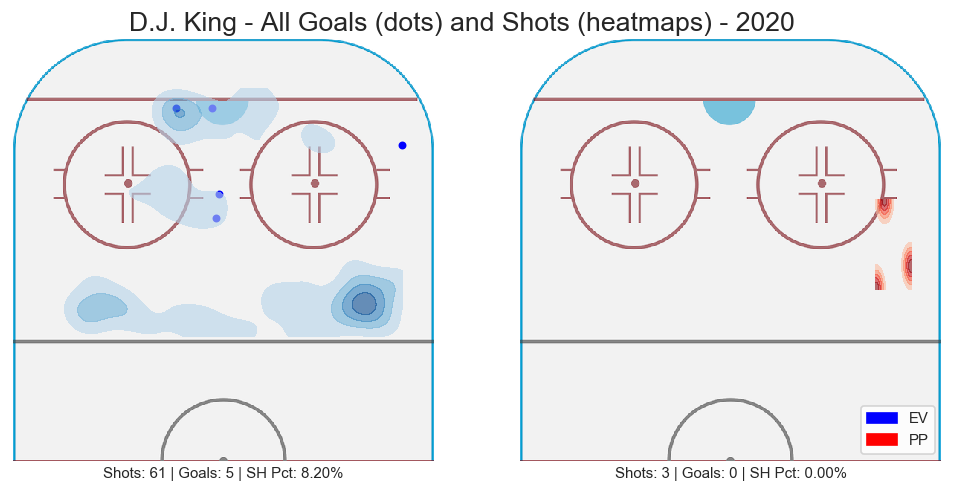 D.J. King - All Goals (dots) and Shots (heatmaps) - 2020
EV
PP
Shots: 61 | Goals: 5 | SH Pct: 8.20%
Shots: 3 | Goals: 0 | SH Pct: 0.00%